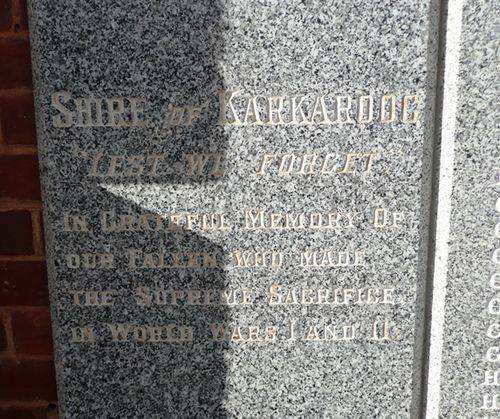 SHIRE OF KARKAROOC
"LEST WE FORGET."
IN GRATEFUL MEMORY OF
OUR FALLEN WHO MADE
THE SUPREME SACRIFICE
IN WORLD WARS I AND II.